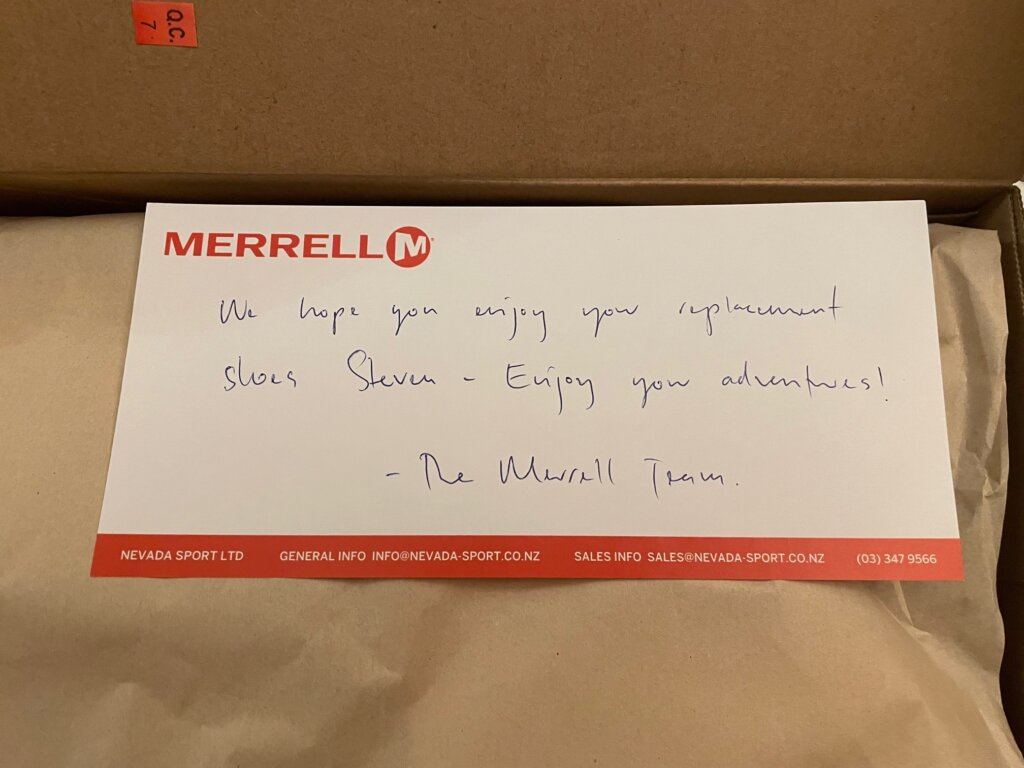 Q.C.
7
MERRELL M
We hope you enjoy your replacement
shoes Steven - Enjoy your adventures!
- The Merrell Team.
NEVADA SPORT LTD GENERAL INFO INFO@NEVADA-SPORT.CO.NZ SALES INFO SALES@NEVADA-SPORT.CO.NZ (03) 347 9566